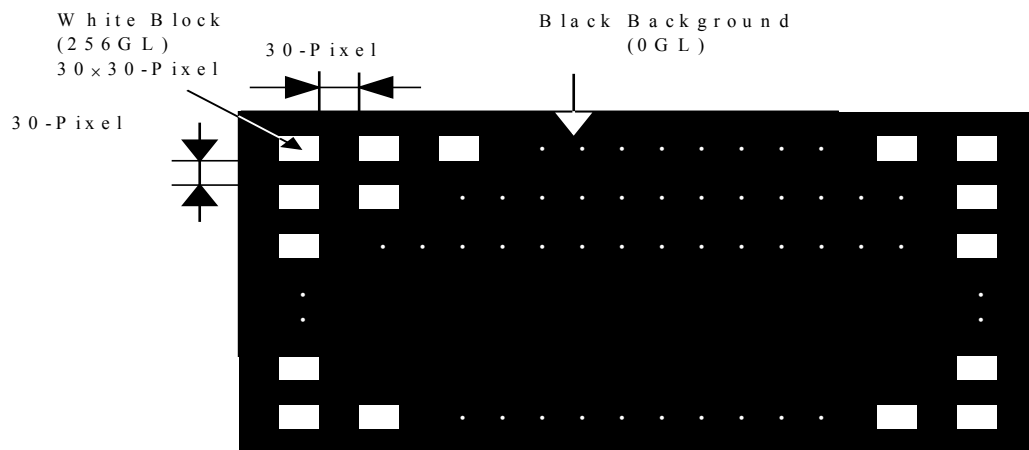 White Block
(256GL)
30×30-Pixel
30-Pixel
Black Background
(0GL)
30-Pixel